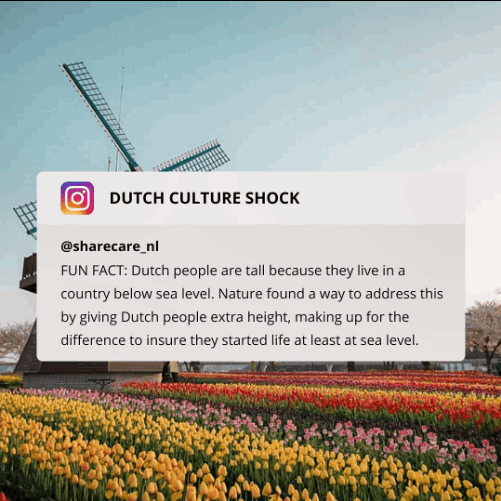 DUTCH CULTURE SHOCK
@sharecare_nl
FUN FACT: Dutch people are tall because they live in a
country below sea level. Nature found a way to address this
by giving Dutch people extra height, making up for the
difference to insure they started life at least at sea level.